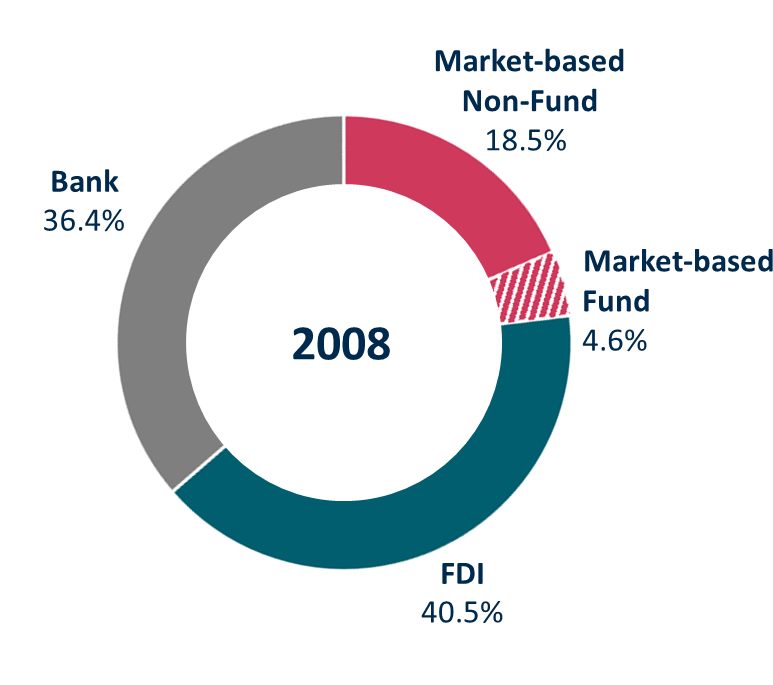 Market-based
Non-Fund
18.5%
Bank
36.4%
Market-based
Fund
4.6%
2008
FDI
40.5%